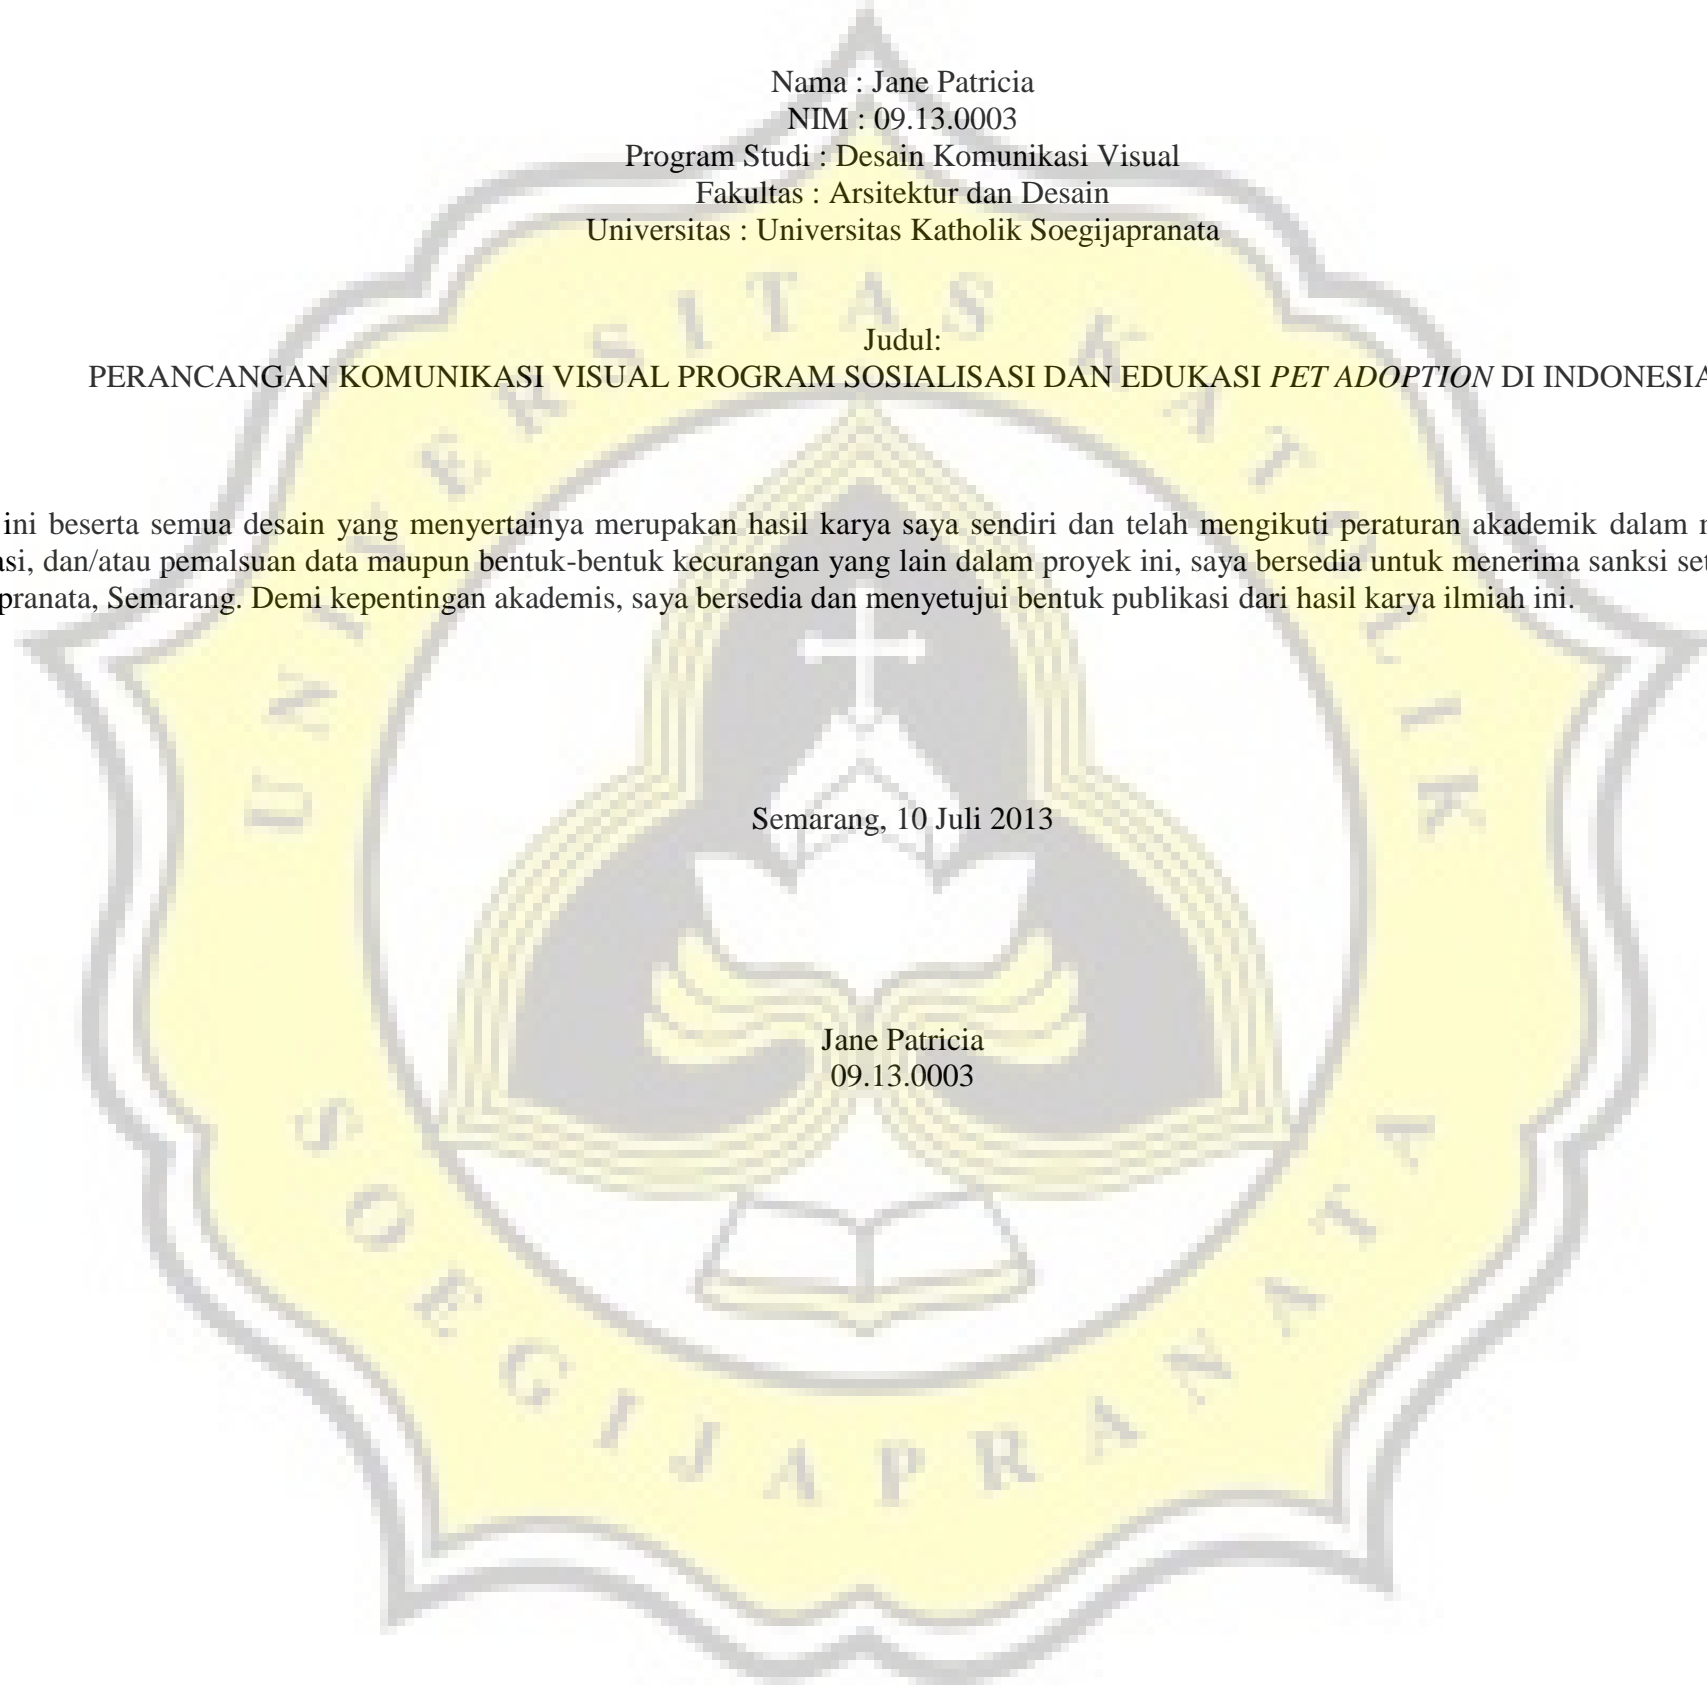 Nama : Jane Patricia
NIM : 09.13.0003
Program Studi : Desain Komunikasi Visual
Fakultas : Arsitektur dan Desain
Universitas : Universitas Katholik Soegijapranata
Judul:
PERANCANGAN KOMUNIKASI VISUAL PROGRAM SOSIALISASI DAN EDUKASI PET ADOPTION DI INDONESIA
ini beserta semua desain yang menyertainya merupakan hasil karya saya sendiri dan telah mengikuti peraturan akademik dalam
dan/atau pemalsuan data maupun bentuk-bentuk kecurangan yang lain dalam proyek ini, saya bersedia untuk menerima sanksi
pranata, Semarang. Demi kepentingan akademis, saya bersedia dan menyetujui bentuk publikasi dari hasil karya ilmiah ini.
Semarang, 10 Juli 2013
Jane Patricia
09.13.0003
UNIVERSITAS KATOLIK
SOEGIJAPRANATA